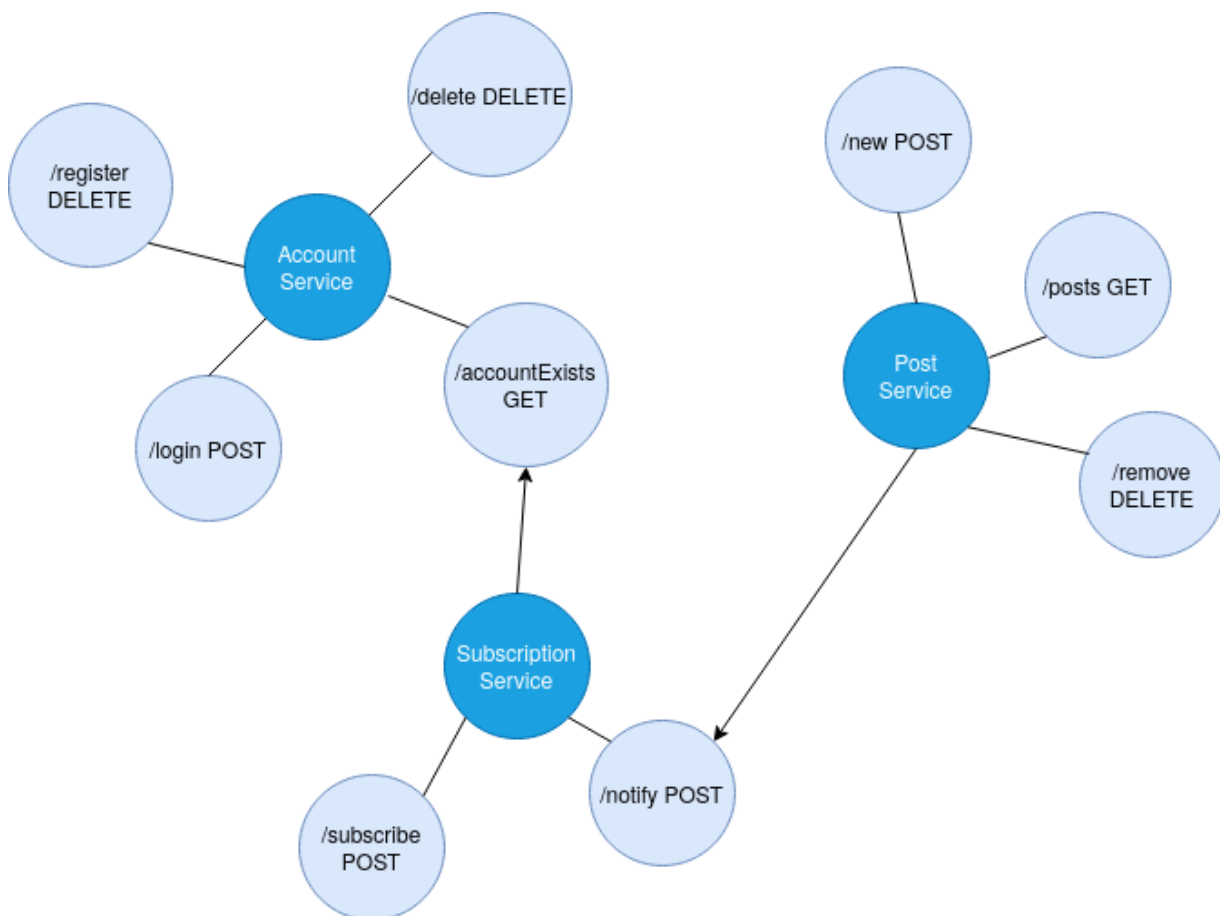 /delete DELETE
/new POST
/register
DELETE
Account
Service
/posts GET
/accountExists
GET
Post
Service
/login POST
/remove
DELETE
Subscription
Service
/notify POST
/subscribe
POST